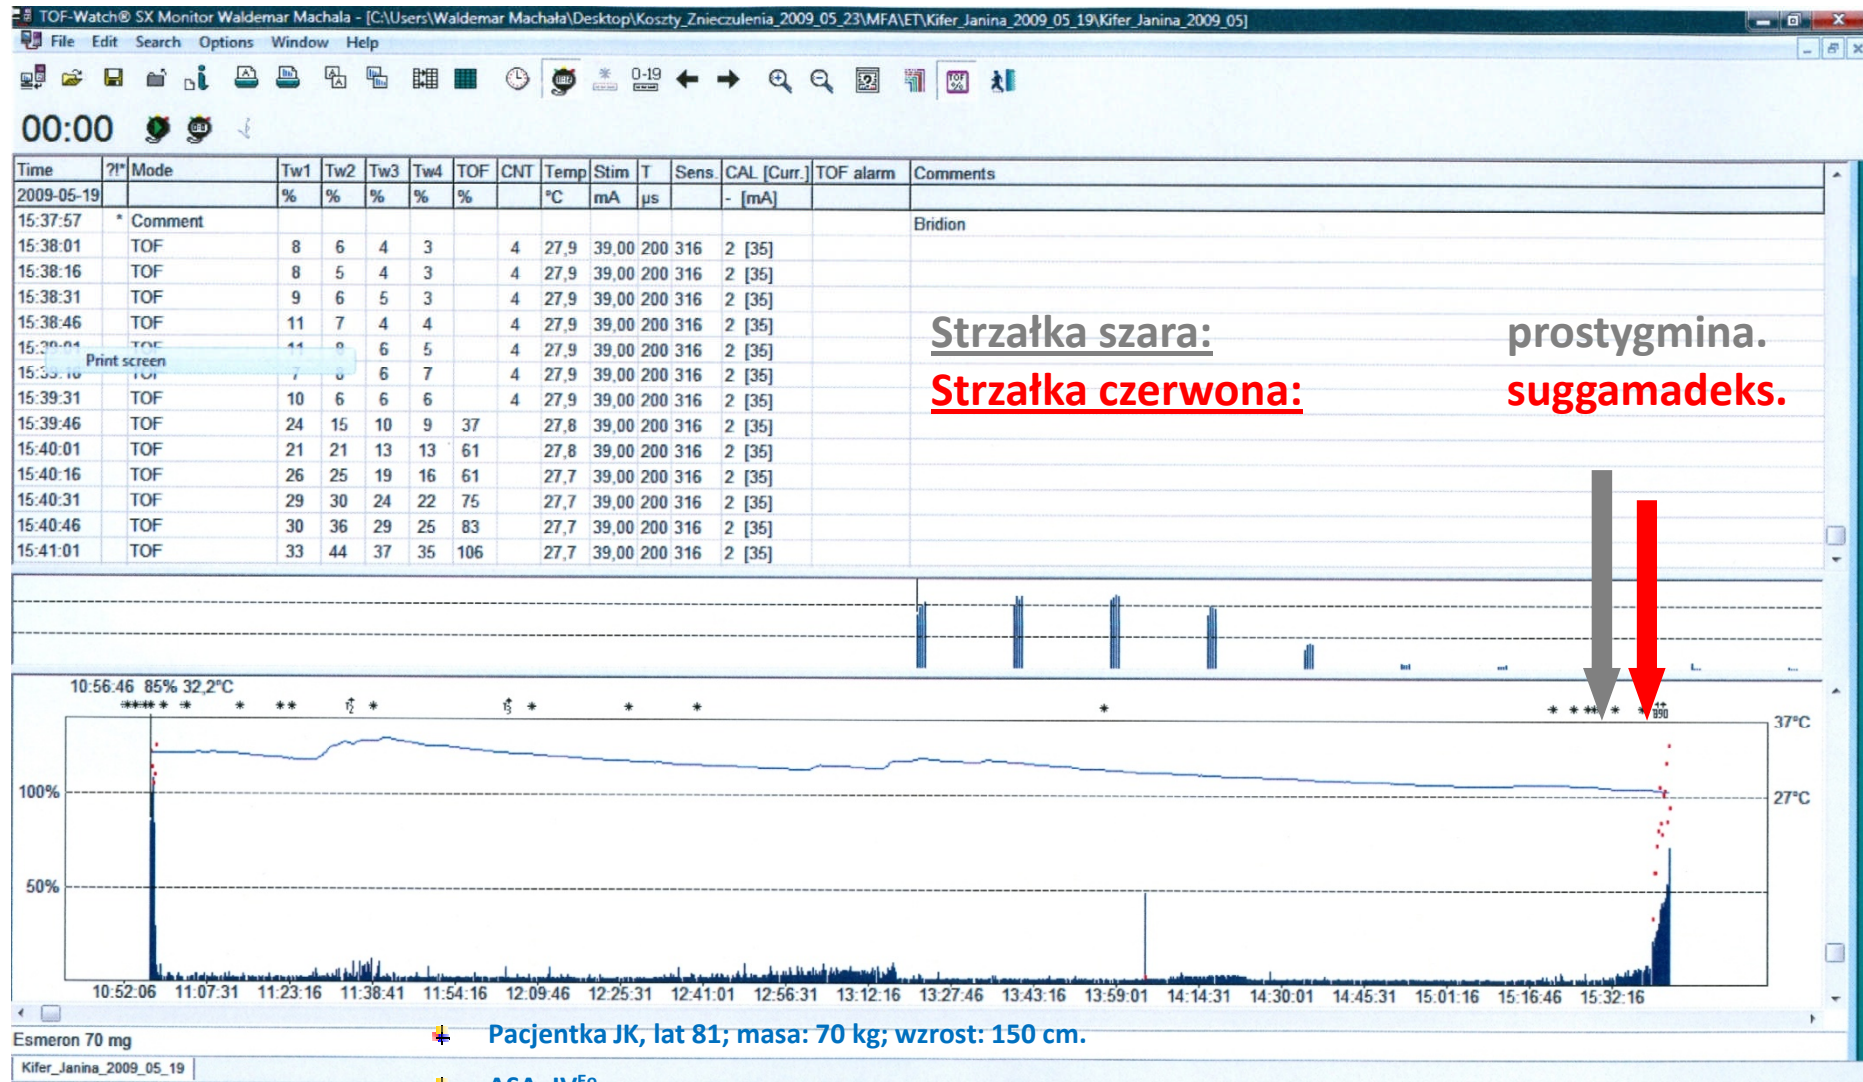 TOF-Watch® SX Monitor Waldemar Machala - [C:\Users\Waldemar Machała\Desktop\Koszty_Znieczulenia_2009_05_23\MFA\ET\Kifer_Janina_2009_05_19\Kifer_Janina_2009_05]
File Edit Search Options Window Help
0-19
TOF %
00:00
Time ?!* Mode Tw1 Tw2 Tw3 Tw4 TOF CNT Temp Stim T Sens. CAL [Curr.] TOF alarm Comments
2009-05-19 % % % % % °C mA µs - [mA]
15:37:57 * Comment Bridion
15:38:01 TOF 8 6 4 3 4 27,9 39,00 200 316 2 [35]
15:38:16 TOF 8 5 4 3 4 27,9 39,00 200 316 2 [35]
15:38:31 TOF 9 6 5 3 4 27,9 39,00 200 316 2 [35]
15:38:46 TOF 11 7 4 4 4 27,9 39,00 200 316 2 [35]
15:39:01 TOF 11 8 6 5 4 27,9 39,00 200 316 2 [35]
Print screen
15:39:16 TOF 7 8 6 7 4 27,9 39,00 200 316 2 [35]
15:39:31 TOF 10 6 6 6 4 27,9 39,00 200 316 2 [35]
15:39:46 TOF 24 15 10 9 37 27,8 39,00 200 316 2 [35]
15:40:01 TOF 21 21 13 13 61 27,8 39,00 200 316 2 [35]
15:40:16 TOF 26 25 19 16 61 27,7 39,00 200 316 2 [35]
15:40:31 TOF 29 30 24 22 75 27,7 39,00 200 316 2 [35]
15:40:46 TOF 30 36 29 25 83 27,7 39,00 200 316 2 [35]
15:41:01 TOF 33 44 37 35 106 27,7 39,00 200 316 2 [35]
Strzałka szara: prostygmina.
Strzałka czerwona: suggamadeks.
10:56:46 85% 32,2°C
37°C
100%
27°C
50%
10:52:06 11:07:31 11:23:16 11:38:41 11:54:16 12:09:46 12:25:31 12:41:01 12:56:31 13:12:16 13:27:46 13:43:16 13:59:01 14:14:31 14:30:01 14:45:31 15:01:16 15:16:46 15:32:16
Pacjentka JK, lat 81; masa: 70 kg; wzrost: 150 cm.
Esmeron 70 mg
Kifer_Janina_2009_05_19